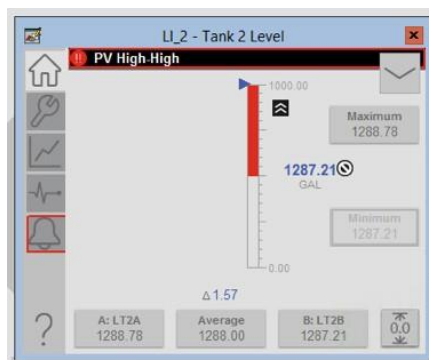 LI_2 - Tank 2 Level
PV High-High
1000.00
Maximum
1288.78
1287.21
GAL
Minimum
1287.21
0.00
Δ 1.57
A: LT2A
1288.78
Average
1288.00
B: LT2B
1287.21
0.0
?